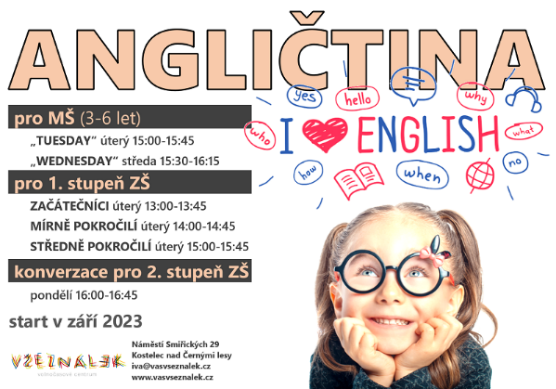 ANGLIČTINA
pro MŠ (3-6 let)
„TUESDAY“ úterý 15:00-15:45
„WEDNESDAY“ středa 15:30-16:15
pro 1. stupeň ZŠ
ZAČÁTEČNÍCI úterý 13:00-13:45
MÍRNĚ POKROČILÍ úterý 14:00-14:45
STŘEDNĚ POKROČILÍ úterý 15:00-15:45
konverzace pro 2. stupeň ZŠ
pondělí 16:00-16:45
start v září 2023
yes
hello
why
who
I ENGLISH
what
how
when
no
VŠEZNÁLEK
Náměstí Smiřických 29
Kostelec nad Černými lesy
iva@vasvseznalek.cz
www.vasvseznalek.cz